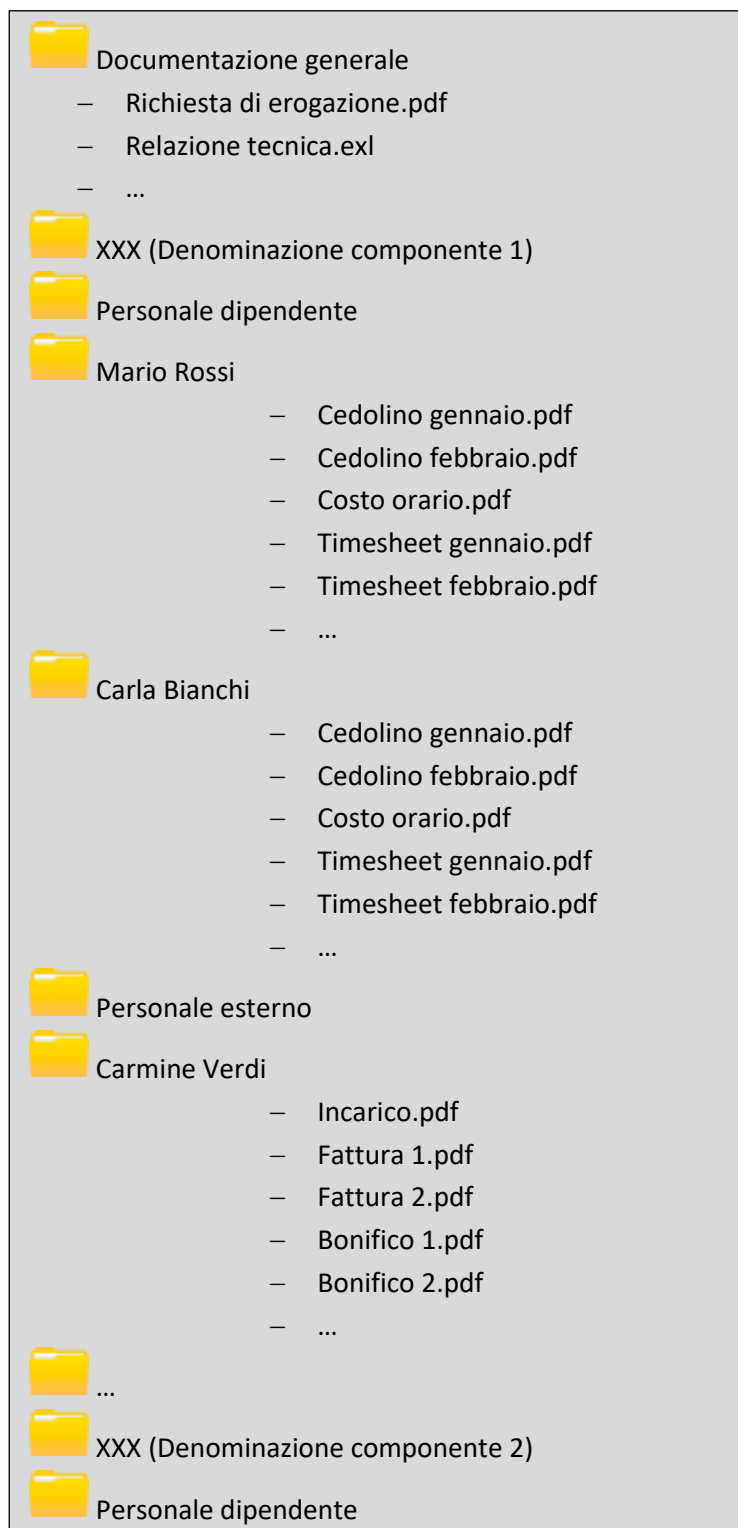 Documentazione generale
– Richiesta di erogazione.pdf
– Relazione tecnica.exl
– …
XXX (Denominazione componente 1)
Personale dipendente
Mario Rossi
– Cedolino gennaio.pdf
– Cedolino febbraio.pdf
– Costo orario.pdf
– Timesheet gennaio.pdf
– Timesheet febbraio.pdf
– …
Carla Bianchi
– Cedolino gennaio.pdf
– Cedolino febbraio.pdf
– Costo orario.pdf
– Timesheet gennaio.pdf
– Timesheet febbraio.pdf
– …
Personale esterno
Carmine Verdi
– Incarico.pdf
– Fattura 1.pdf
– Fattura 2.pdf
– Bonifico 1.pdf
– Bonifico 2.pdf
– …
…
XXX (Denominazione componente 2)
Personale dipendente